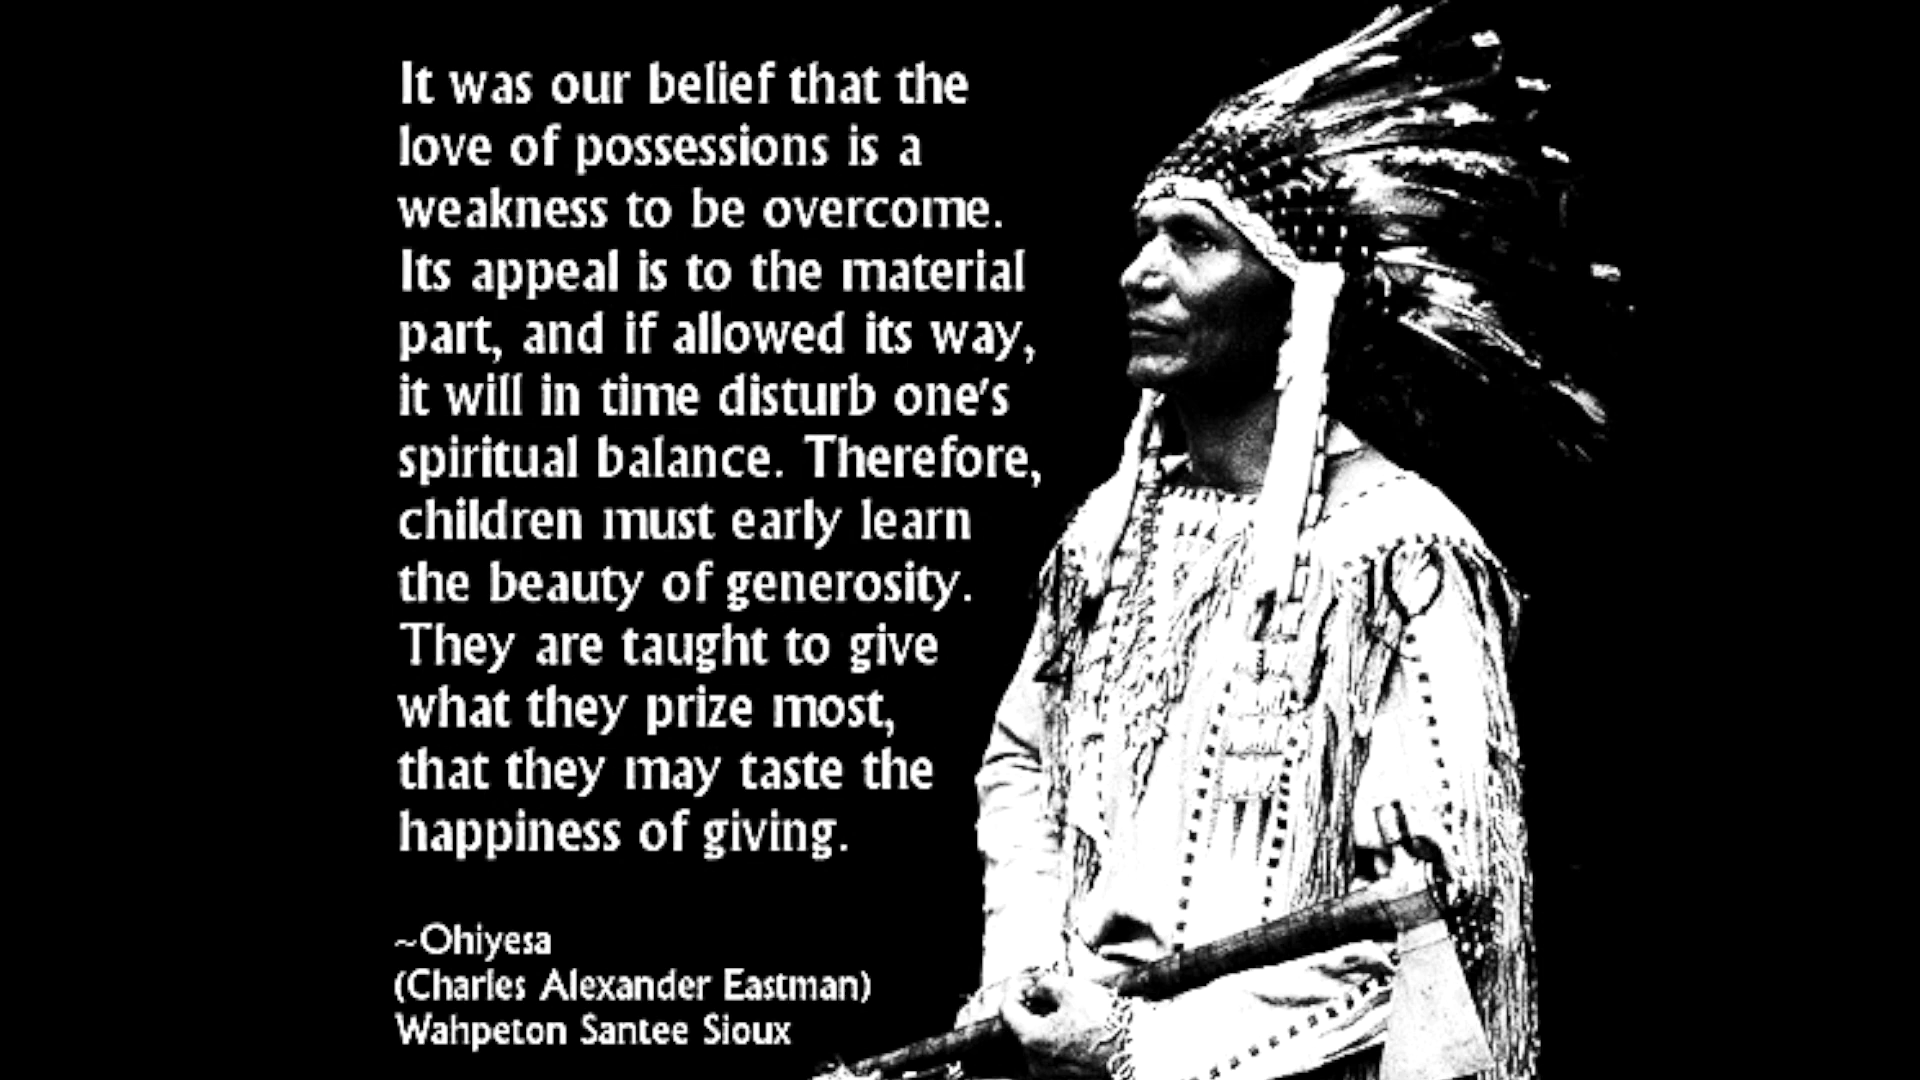 It was our belief that the
love of possessions is a
weakness to be overcome.
Its appeal is to the material
part, and if allowed its way,
it will in time disturb one's
spiritual balance. Therefore,
children must early learn
the beauty of generosity.
They are taught to give
what they prize most,
that they may taste the
happiness of giving.
~Ohiyesa
(Charles Alexander Eastman)
Wahpeton Santee Sioux